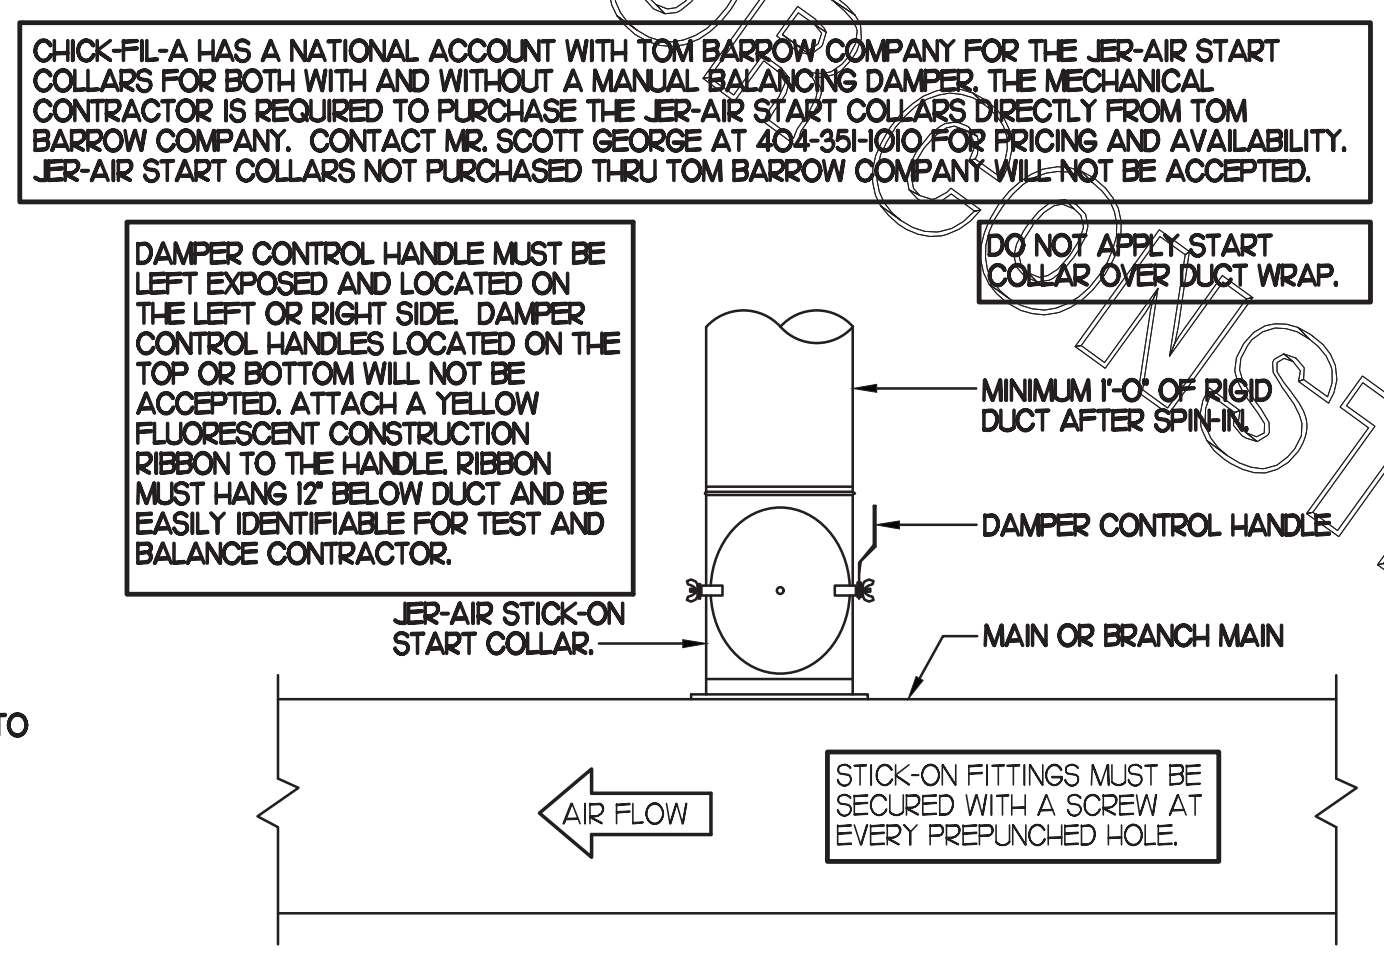 CHICK-FIL-A HAS A NATIONAL ACCOUNT WITH TOM BARROW COMPANY FOR THE JER-AIR START
COLLARS FOR BOTH WITH AND WITHOUT A MANUAL BALANCING DAMPER. THE MECHANICAL
CONTRACTOR IS REQUIRED TO PURCHASE THE JER-AIR START COLLARS DIRECTLY FROM TOM
BARROW COMPANY. CONTACT MR. SCOTT GEORGE AT 404-351-1010 FOR PRICING AND AVAILABILITY.
JER-AIR START COLLARS NOT PURCHASED THRU TOM BARROW COMPANY WILL NOT BE ACCEPTED.
DAMPER CONTROL HANDLE MUST BE
LEFT EXPOSED AND LOCATED ON
THE LEFT OR RIGHT SIDE. DAMPER
CONTROL HANDLES LOCATED ON THE
TOP OR BOTTOM WILL NOT BE
ACCEPTED. ATTACH A YELLOW
FLUORESCENT CONSTRUCTION
RIBBON TO THE HANDLE. RIBBON
MUST HANG 12" BELOW DUCT AND BE
EASILY IDENTIFIABLE FOR TEST AND
BALANCE CONTRACTOR.
DO NOT APPLY START
COLLAR OVER DUCT WRAP.
MINIMUM 1'-0" OF RIGID
DUCT AFTER SPIN-IN.
DAMPER CONTROL HANDLE
JER-AIR STICK-ON
START COLLAR.
MAIN OR BRANCH MAIN
TO
AIR FLOW
STICK-ON FITTINGS MUST BE
SECURED WITH A SCREW AT
EVERY PREPUNCHED HOLE.